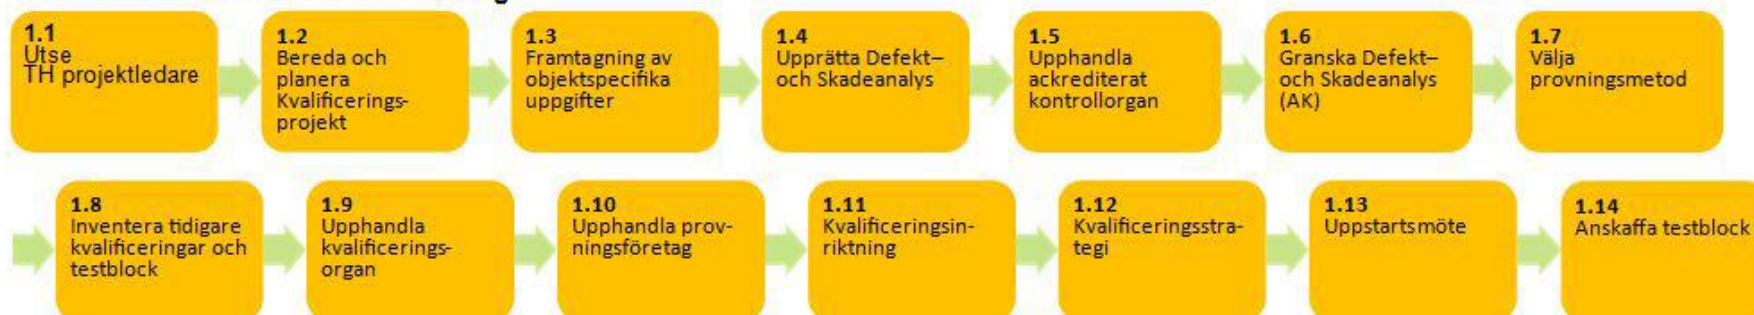 1.1
Utse
TH projektledare
1.2
Bereda och
planera
Kvalificerings-
projekt
1.3
Framtagning av
objektspecifika
uppgifter
1.4
Upprätta Defekt–
och Skadeanalys
1.5
Upphandla
ackrediterat
kontrollorgan
1.6
Granska Defekt–
och Skadeanalys
(AK)
1.7
Välja
provningsmetod
1.8
Inventera tidigare
kvalificeringar och
testblock
1.9
Upphandla
kvalificerings-
organ
1.10
Upphandla prov-
ningsföretag
1.11
Kvalificeringsin-
riktning
1.12
Kvalificeringsstra-
tegi
1.13
Uppstartsmöte
1.14
Anskaffa testblock